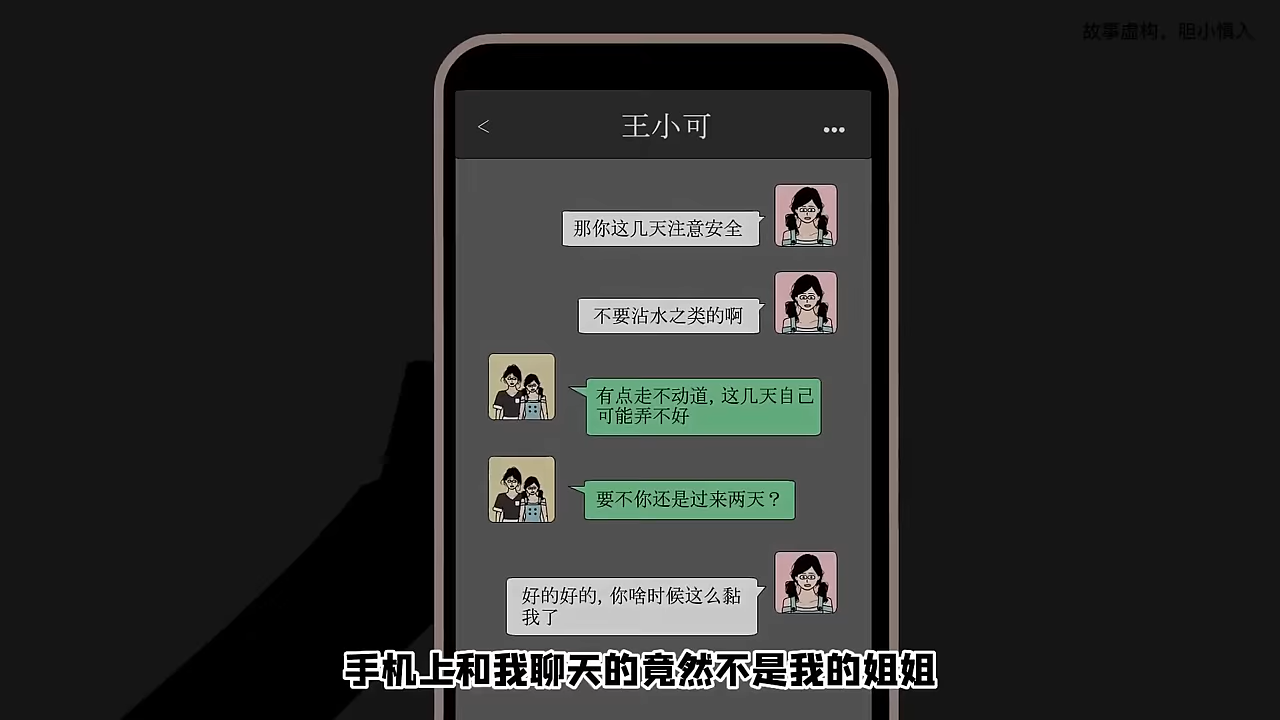 故事虚构，胆小慎入
<
王小可
•••
那你这几天注意安全
不要沾水之类的啊
有点走不动道, 这几天自己
可能弄不好
要不你还是过来两天？
好的好的, 你啥时候这么黏
我了
手机上和我聊天的竟然不是我的姐姐